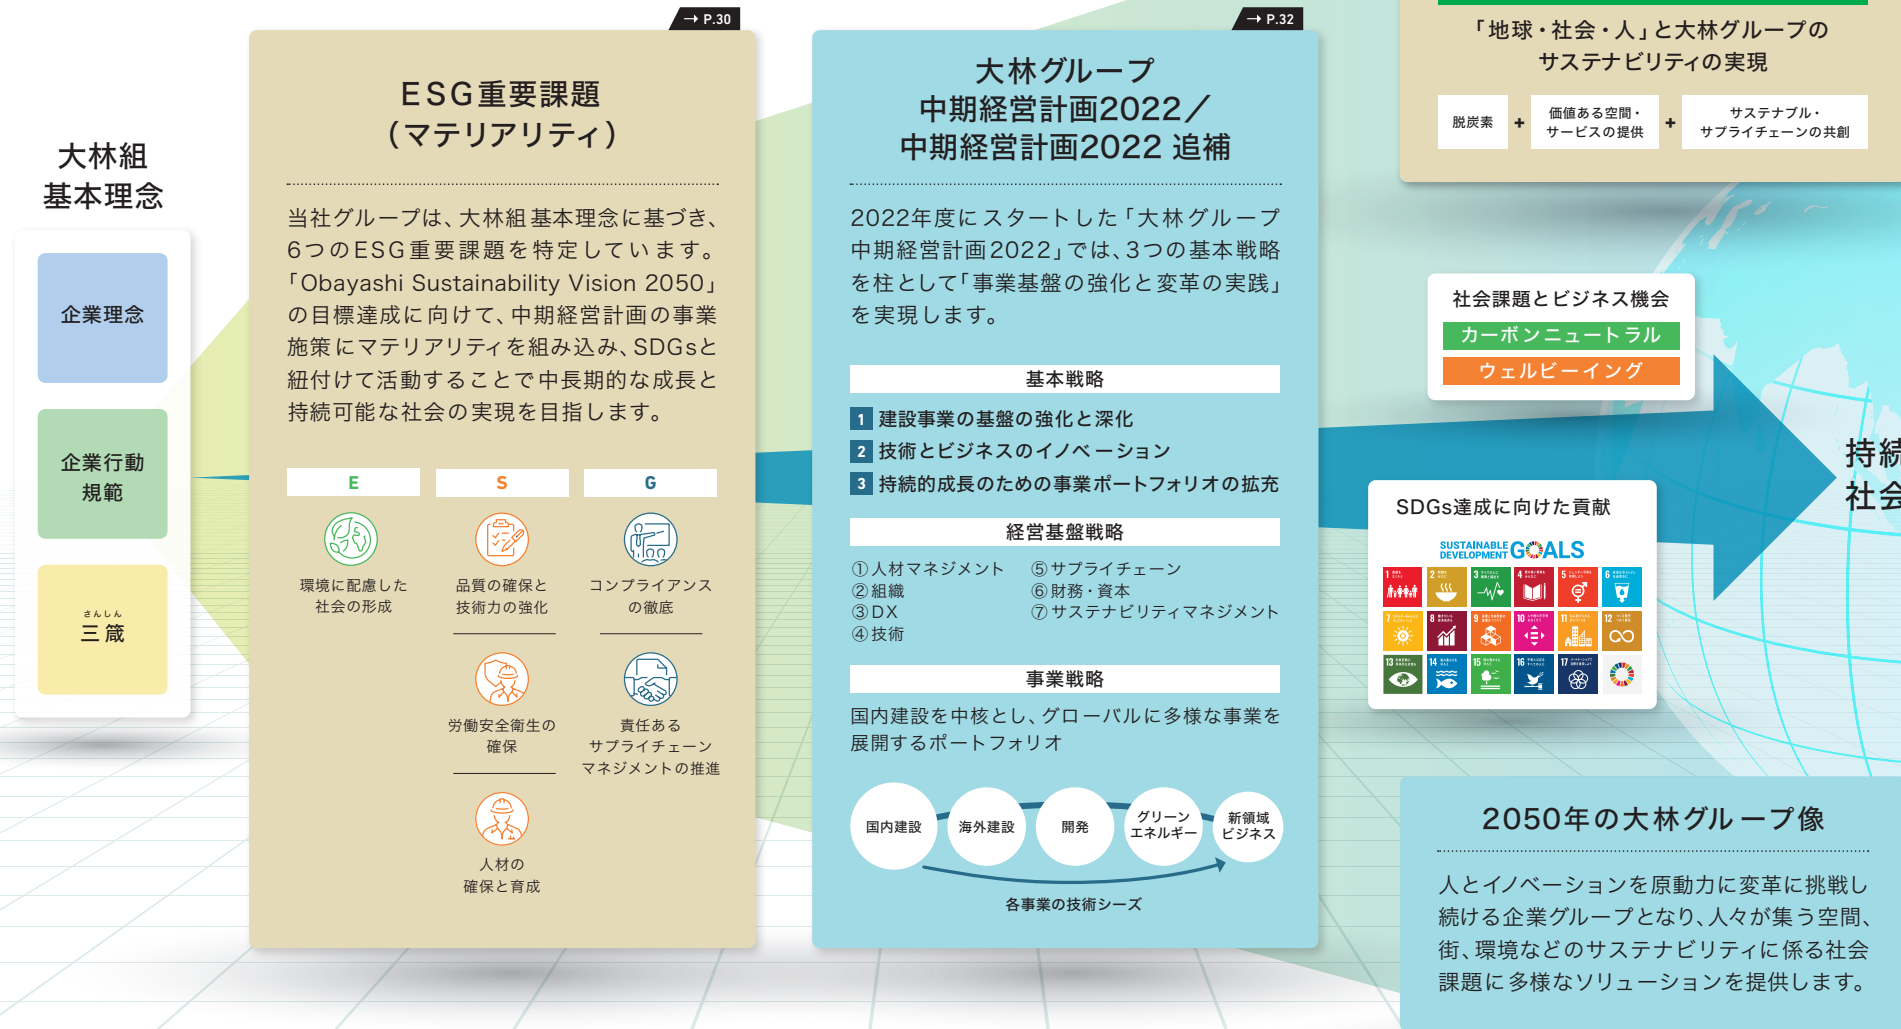 大林組
基本理念
企業理念
企業行動
規範
さんしん
三箴
→ P.30
ESG重要課題
（マテリアリティ）
当社グループは、大林組基本理念に基づき、
6つのESG重要課題を特定しています。
「Obayashi Sustainability Vision 2050」
の目標達成に向けて、中期経営計画の事業
施策にマテリアリティを組み込み、SDGsと
紐付けて活動することで中長期的な成長と
持続可能な社会の実現を目指します。
E
環境に配慮した
社会の形成
S
品質の確保と
技術力の強化
労働安全衛生の
確保
人材の
確保と育成
G
コンプライアンス
の徹底
責任ある
サプライチェーン
マネジメントの推進
→ P.32
大林グループ
中期経営計画2022／
中期経営計画2022 追補
2022年度にスタートした「大林グループ
中期経営計画2022」では、3つの基本戦略
を柱として「事業基盤の強化と変革の実践」
を実現します。
基本戦略
1 建設事業の基盤の強化と深化
2 技術とビジネスのイノベーション
3 持続的成長のための事業ポートフォリオの拡充
経営基盤戦略
①人材マネジメント
②組織
③DX
④技術
⑤サプライチェーン
⑥財務・資本
⑦サステナビリティマネジメント
事業戦略
国内建設を中核とし、グローバルに多様な事業を
展開するポートフォリオ
国内建設
海外建設
開発
グリーン
エネルギー
新領域
ビジネス
各事業の技術シーズ
「地球・社会・人」と大林グループの
サステナビリティの実現
脱炭素
+
価値ある空間・
サービスの提供
+
サステナブル・
サプライチェーンの共創
社会課題とビジネス機会
カーボンニュートラル
ウェルビーイング
SDGs達成に向けた貢献
SUSTAINABLE
DEVELOPMENT GOALS
1
2
3
4
5
6
7
8
9
10
11
12
13
14
15
16
17
持続
社会
2050年の大林グループ像
人とイノベーションを原動力に変革に挑戦し
続ける企業グループとなり、人々が集う空間、
街、環境などのサステナビリティに係る社会
課題に多様なソリューションを提供します。